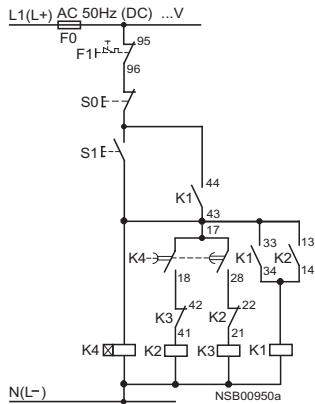 L1(L+) AC 50Hz (DC) ...V
F0
95
F1
96
S0
S1
44
K1
43
17
33 13
K4 K1 K2
34 14
18 28
42 22
K3 K2
41 21
K4 K2 K3 K1
N(L–) NSB00950a